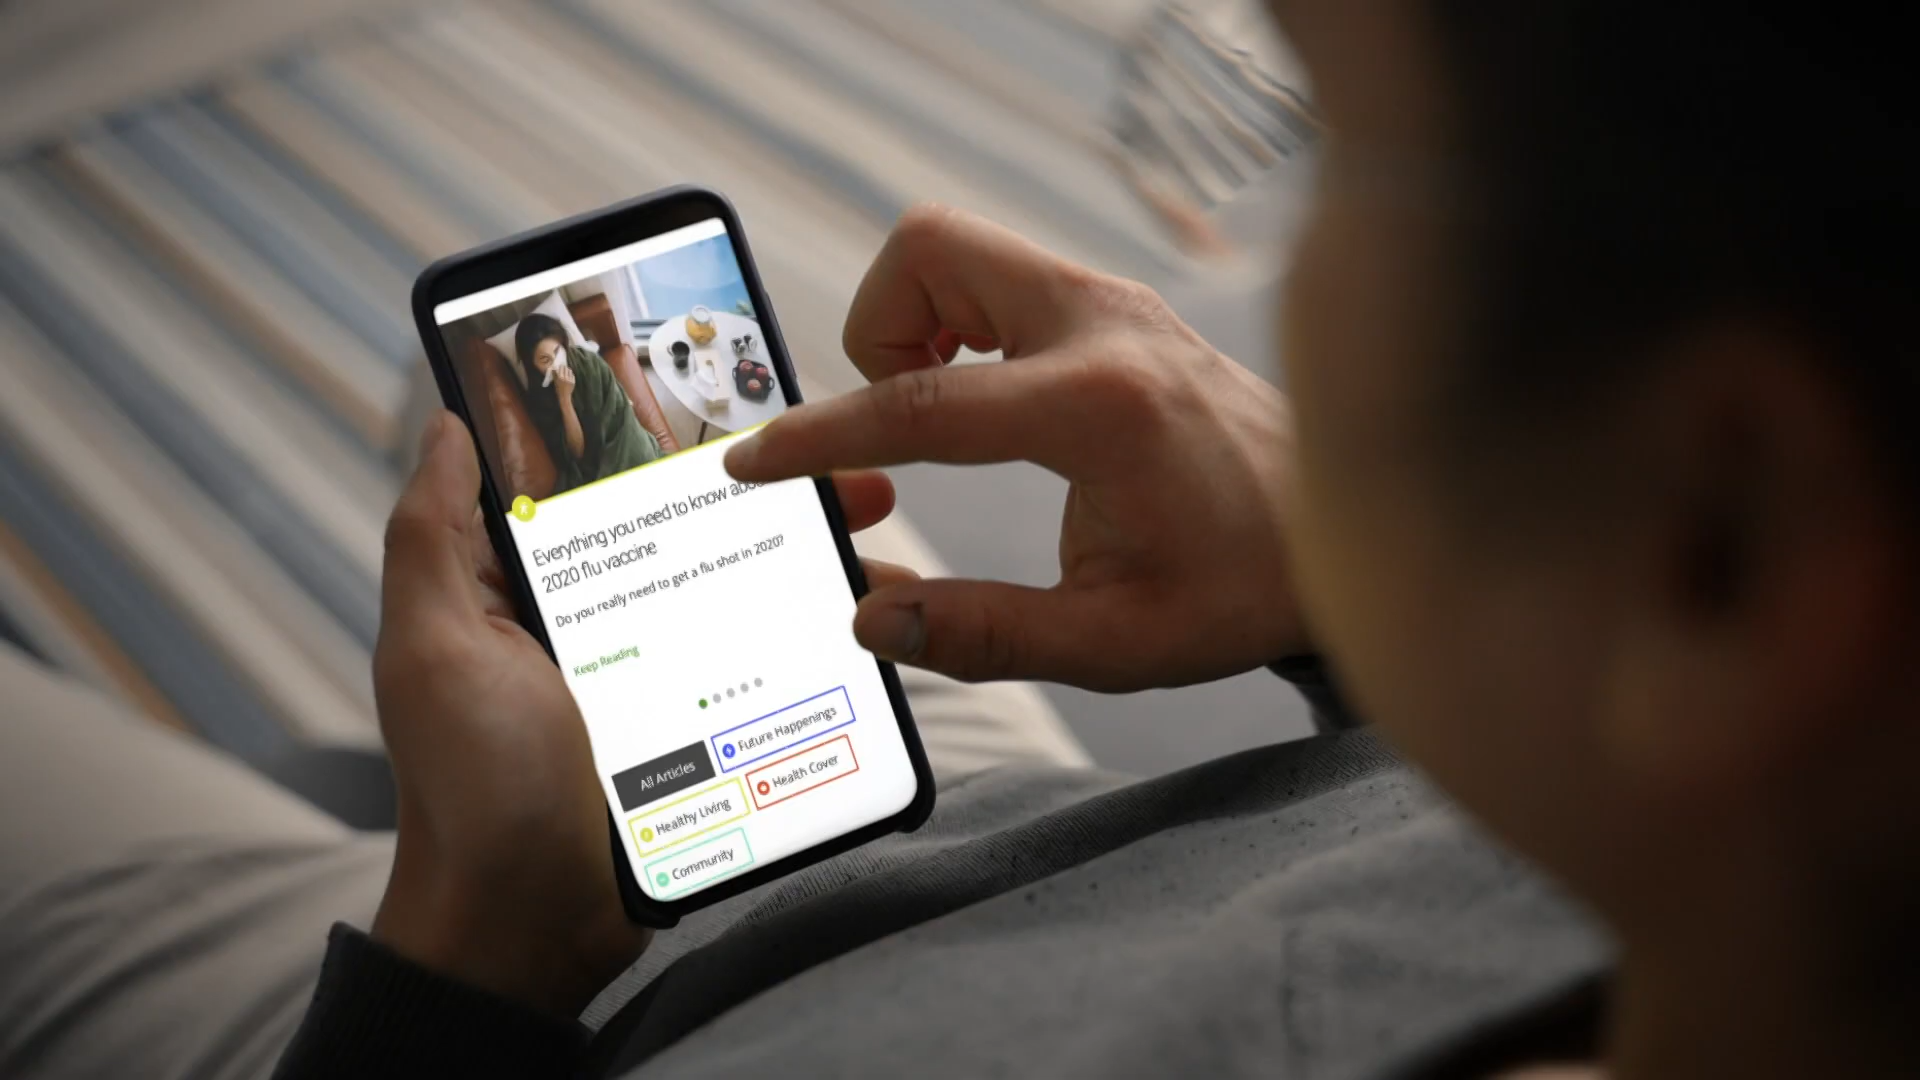 Everything you need to know about
2020 flu vaccine
Do you really need to get a flu shot in 2020?
Keep Reading
All Articles
Future Happenings
Healthy Living
Health Cover
Community